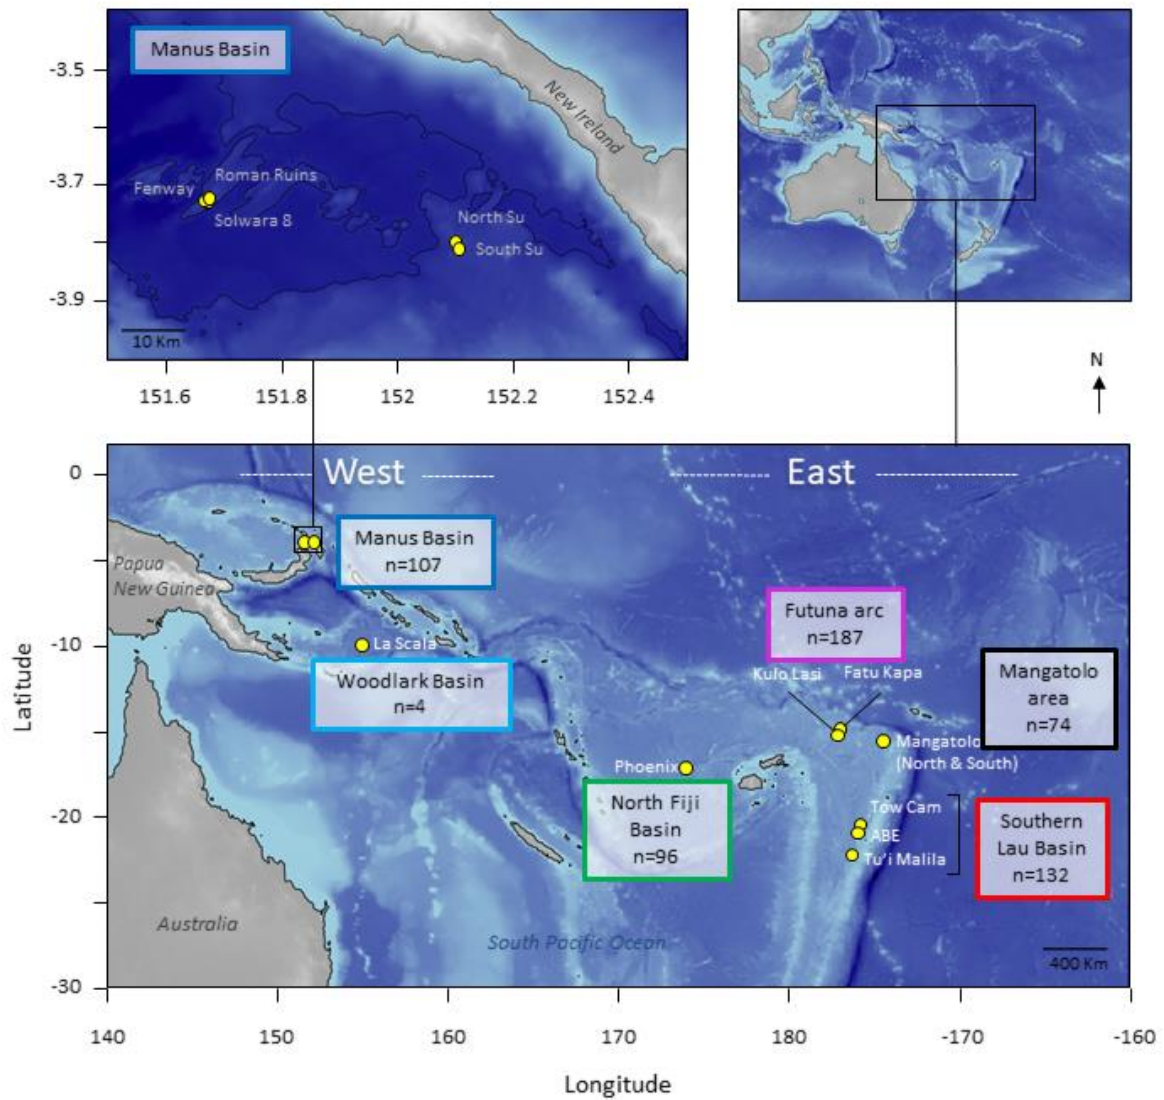 Manus Basin
-3.5
-3.7
-3.9
New Ireland
Roman Ruins
Fenway
Solwara 8
North Su
South Su
10 Km
151.6 151.8 152 152.2 152.4
N
West East
0
-10
-20
-30
Latitude
Manus Basin
n=107
Papua
New Guinea
La Scala
Woodlark Basin
n=4
Futuna arc
n=187
Kulo Lasi Fatu Kapa
Mangatolo
area
n=74
Mangatolo
(North & South)
Phoenix
North Fiji
Basin
n=96
Tow Cam
ABE
Tu'i Malila
Southern
Lau Basin
n=132
Australia
South Pacific Ocean
400 Km
140 150 160 170 180 -170 -160
Longitude